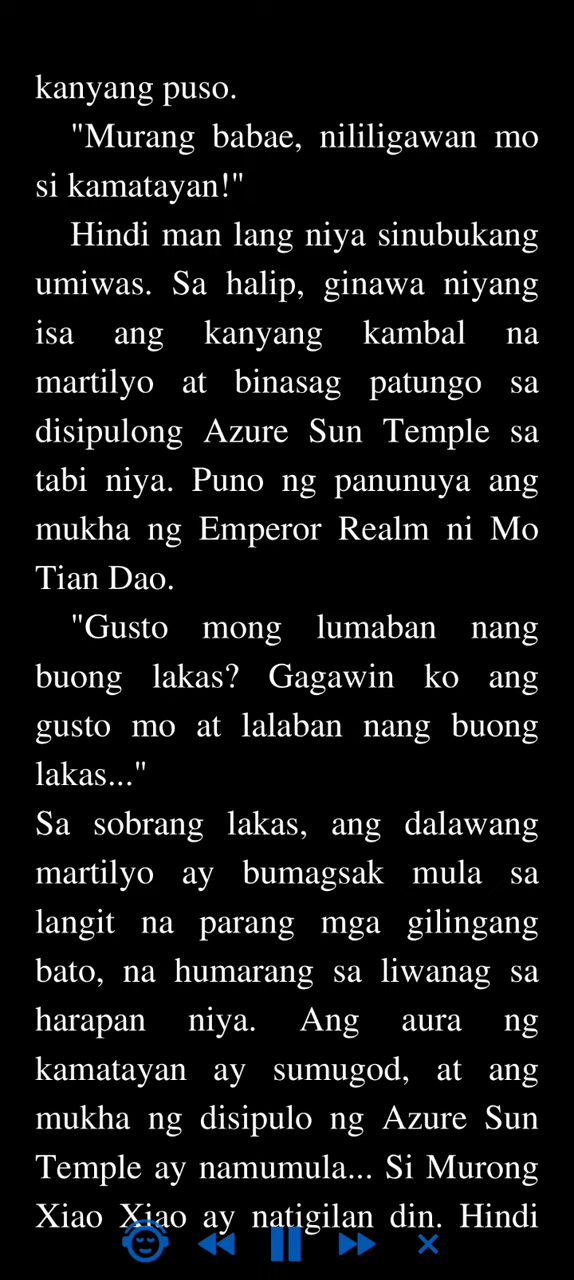 kanyang puso.
"Murang babae, nililigawan mo
si kamatayan!"
Hindi man lang niya sinubukang
umiwas. Sa halip, ginawa niyang
isa ang kanyang kambal na
martilyo at binasag patungo sa
disipulong Azure Sun Temple sa
tabi niya. Puno ng panunuya ang
mukha ng Emperor Realm ni Mo
Tian Dao.
"Gusto mong lumaban nang
buong lakas? Gagawin ko ang
gusto mo at lalaban nang buong
lakas..."
Sa sobrang lakas, ang dalawang
martilyo ay bumagsak mula sa
langit na parang mga gilingang
bato, na humarang sa liwanag sa
harapan niya. Ang aura ng
kamatayan ay sumugod, at ang
mukha ng disipulo ng Azure Sun
Temple ay namumula... Si Murong
Xiao Xiao ay natigilan din. Hindi